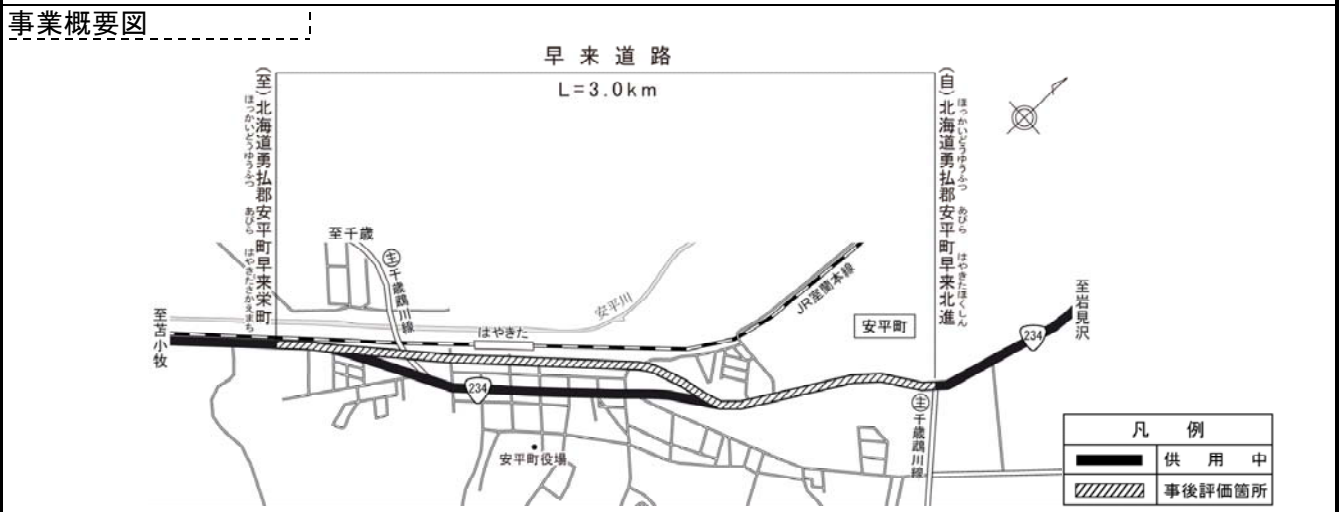 事業概要図
早来道路
L=3.0km
(至)北海道勇払郡安平町早来栄町
ほっかいどうゆうふつ あびら はやきたさかえまち
(自)北海道勇払郡安平町早来北進
ほっかいどうゆうふつ あびら はやきたほくしん
至千歳
主
千歳鵡川線
安平川
JR室蘭本線
至岩見沢
至苫小牧
はやきた
安平町
234
234
主
千歳鵡川線
安平町役場
凡例
供用中
事後評価箇所